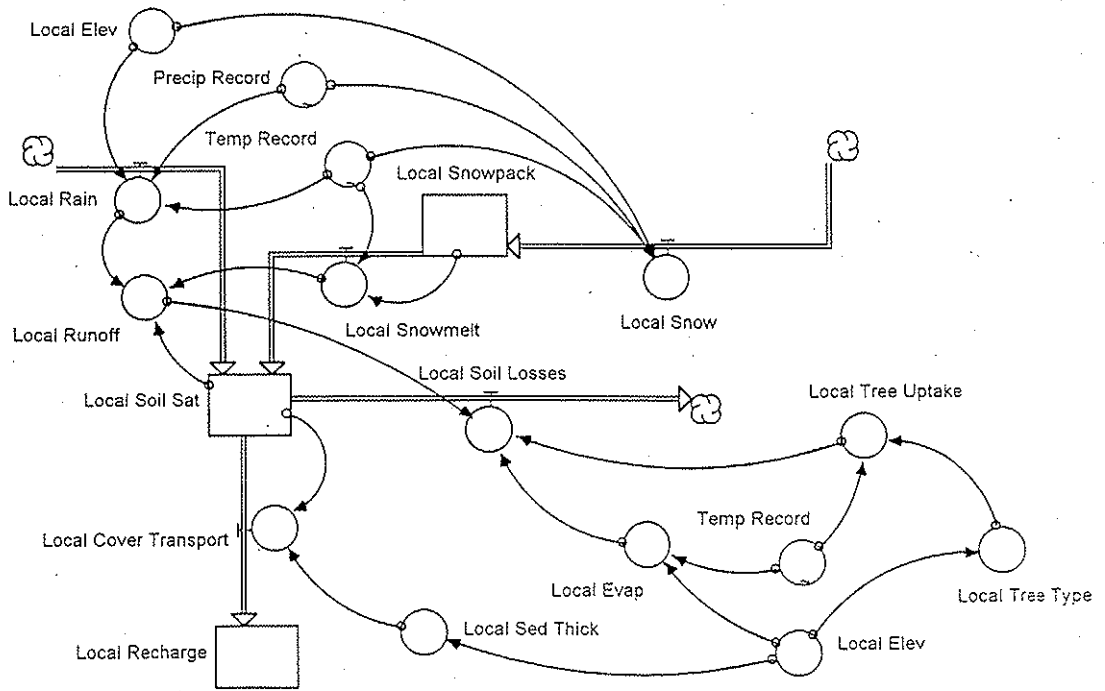 Local Elev
Precip Record
Temp Record
Local Snowpack
Local Rain
Local Runoff
Local Snowmelt
Local Snow
Local Soil Losses
Local Soil Sat
Local Tree Uptake
Temp Record
Local Cover Transport
Local Evap
Local Tree Type
Local Sed Thick
Local Elev
Local Recharge